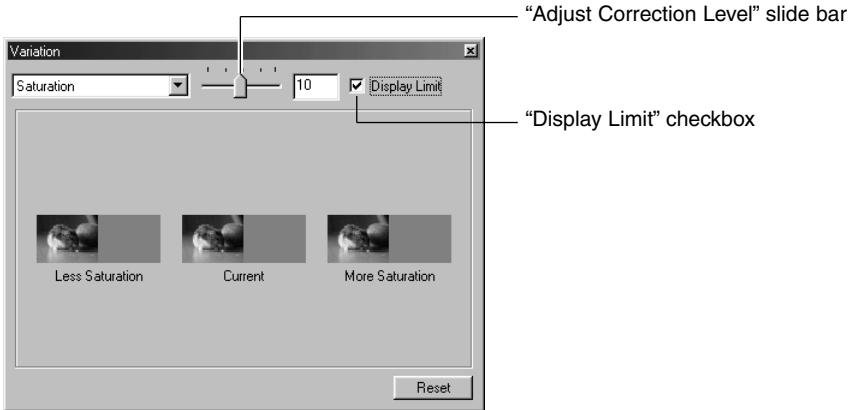 “Adjust Correction Level” slide bar
Variation
Saturation
10
Display Limit
“Display Limit” checkbox
Less Saturation
Current
More Saturation
Reset